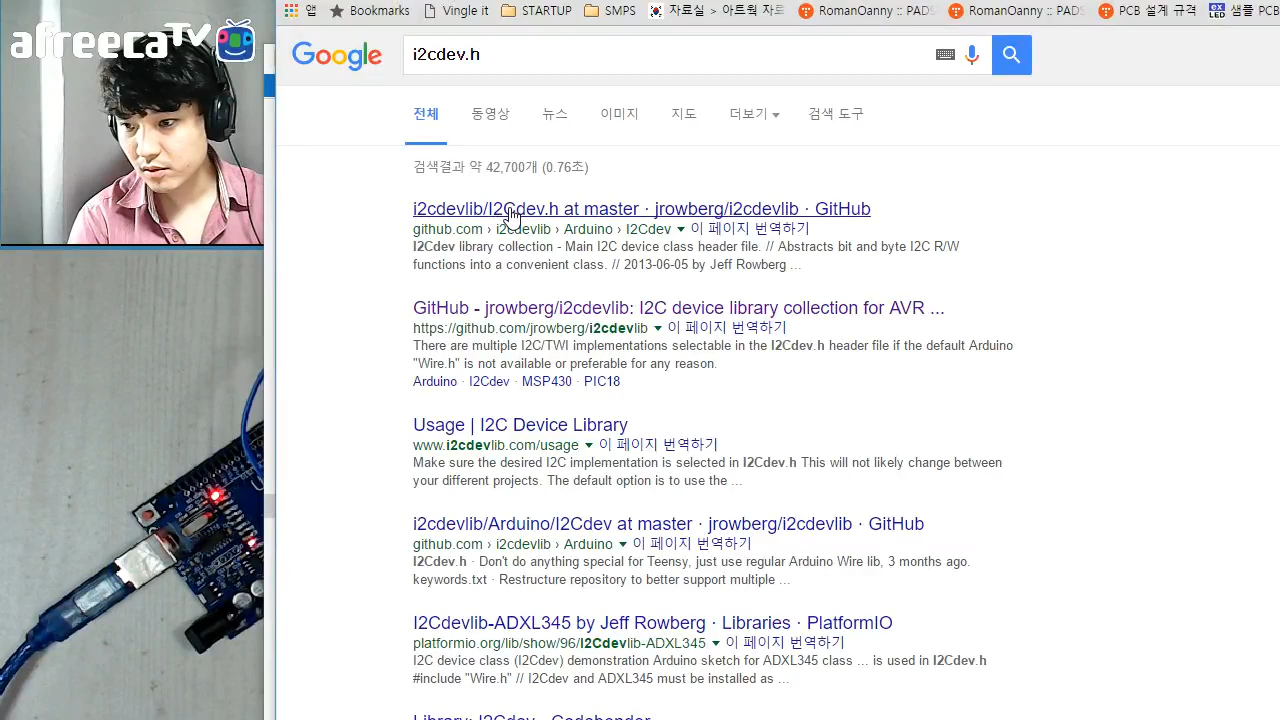 afreecaTV
앱 Bookmarks Vingle it STARTUP SMPS 자료실 > 아트웍 자료 RomanOanny :: PADS RomanOanny :: PADS PCB 설계 규격 ex LED 샘플 PCB
Google i2cdev.h
전체 동영상 뉴스 이미지 지도 더보기 검색 도구
검색결과 약 42,700개 (0.76초)
i2cdevlib/I2Cdev.h at master · jrowberg/i2cdevlib · GitHub
github.com › i2cdevlib › Arduino › I2Cdev 이 페이지 번역하기
I2Cdev library collection - Main I2C device class header file. // Abstracts bit and byte I2C R/W
functions into a convenient class. // 2013-06-05 by Jeff Rowberg ...
GitHub - jrowberg/i2cdevlib: I2C device library collection for AVR ...
https://github.com/jrowberg/i2cdevlib 이 페이지 번역하기
There are multiple I2C/TWI implementations selectable in the I2Cdev.h header file if the default Arduino
"Wire.h" is not available or preferable for any reason.
Arduino · I2Cdev · MSP430 · PIC18
Usage | I2C Device Library
www.i2cdevlib.com/usage 이 페이지 번역하기
Make sure the desired I2C implementation is selected in I2Cdev.h This will not likely change between
your different projects. The default option is to use the ...
i2cdevlib/Arduino/I2Cdev at master · jrowberg/i2cdevlib · GitHub
github.com › i2cdevlib › Arduino 이 페이지 번역하기
I2Cdev.h · Don't do anything special for Teensy, just use regular Arduino Wire lib, 3 months ago.
keywords.txt · Restructure repository to better support multiple ...
I2Cdevlib-ADXL345 by Jeff Rowberg · Libraries · PlatformIO
platformio.org/lib/show/96/I2Cdevlib-ADXL345 이 페이지 번역하기
I2C device class (I2Cdev) demonstration Arduino sketch for ADXL345 class ... is used in I2Cdev.h
#include "Wire.h" // I2Cdev and ADXL345 must be installed as ...
Library: I2Cdev - Codebender